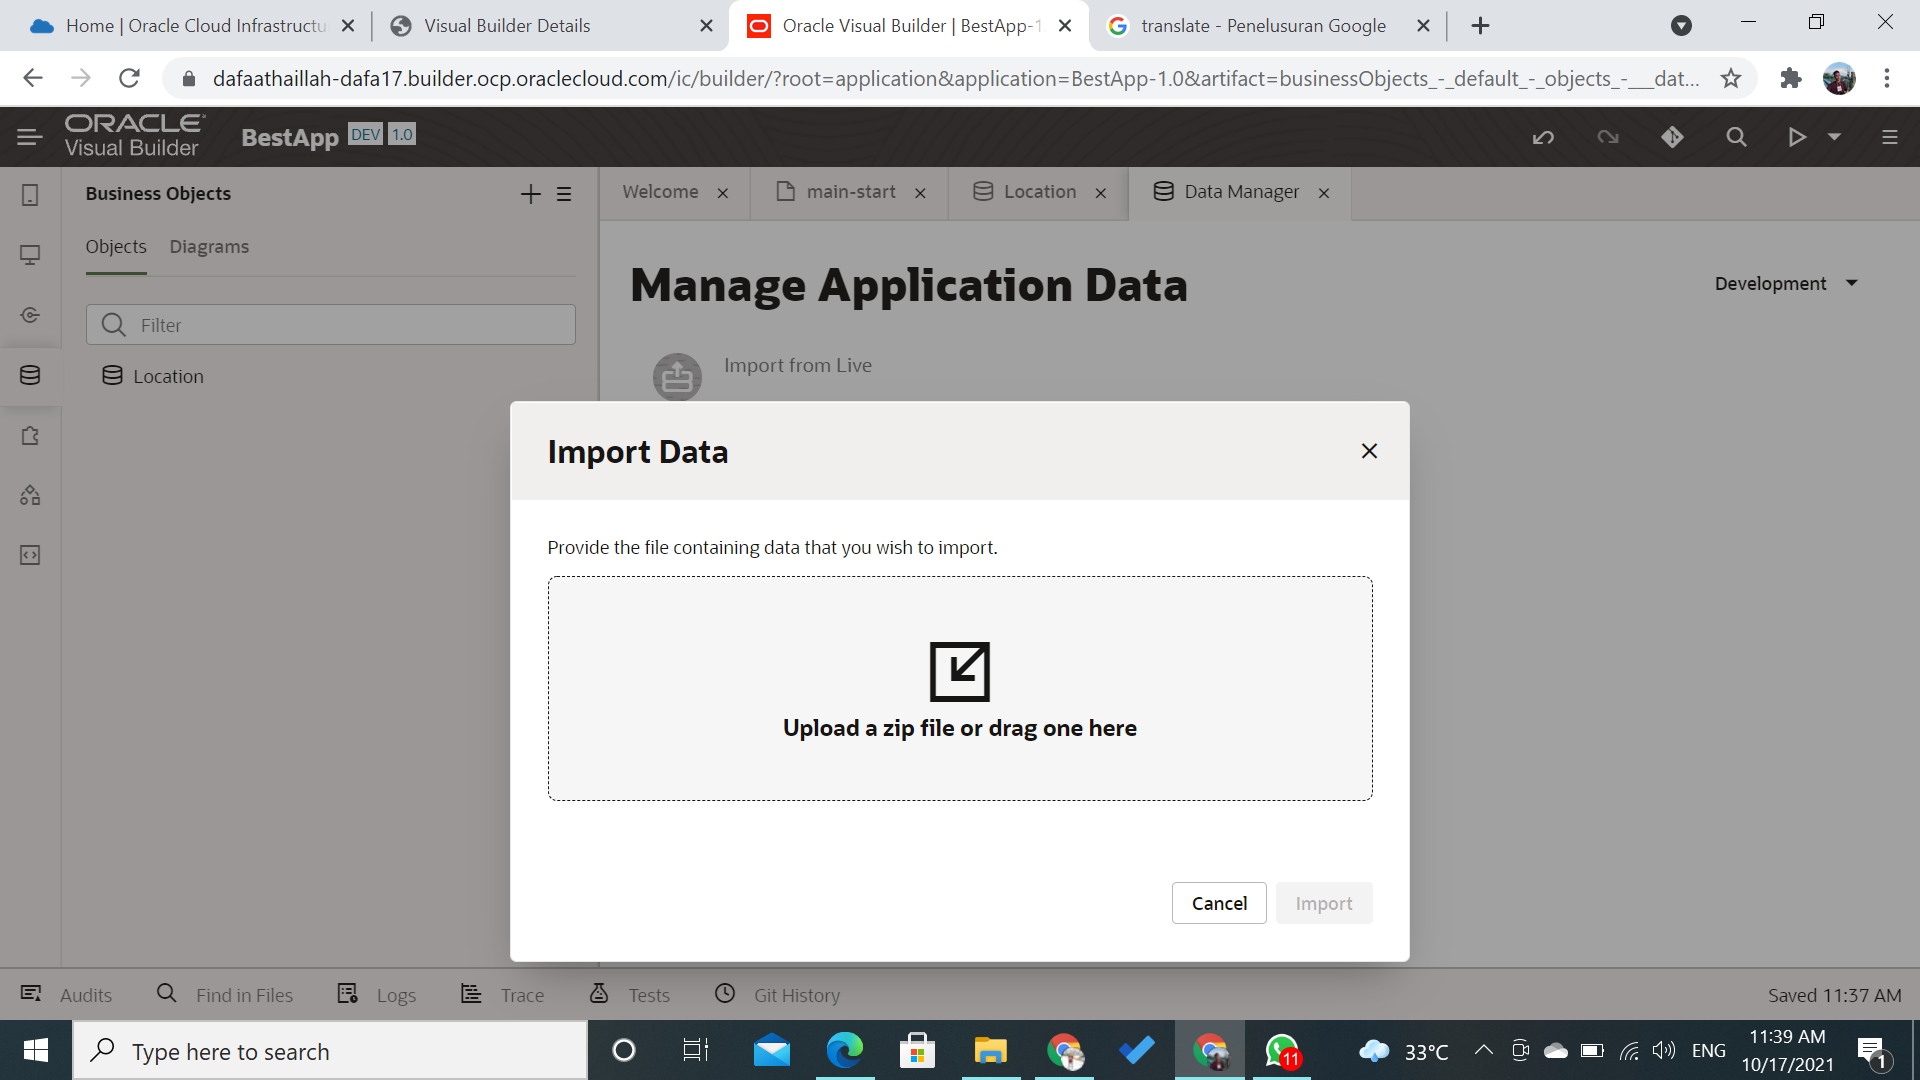 Home | Oracle Cloud Infrastructu
Visual Builder Details
Oracle Visual Builder | BestApp-1
translate - Penelusuran Google
dafaathaillah-dafa17.builder.ocp.oraclecloud.com/ic/builder/?root=application&application=BestApp-1.0&artifact=businessObjects_-_default_-_objects_-___dat...
ORACLE
Visual Builder
BestApp DEV 1.0
Business Objects
Welcome
main-start
Location
Data Manager
Objects
Diagrams
Manage Application Data
Development
Filter
Location
Import from Live
Import Data
Provide the file containing data that you wish to import.
Upload a zip file or drag one here
Cancel
Import
Audits
Find in Files
Logs
Trace
Tests
Git History
Saved 11:37 AM
Type here to search
11
33°C
ENG
11:39 AM
10/17/2021
1